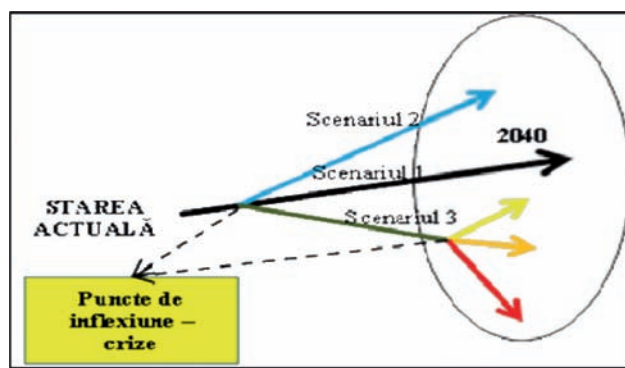 Scenariul 2
2040
Scenariul 1
STAREA
ACTUALĂ
Scenariul 3
Puncte de
inflexiune –
crize